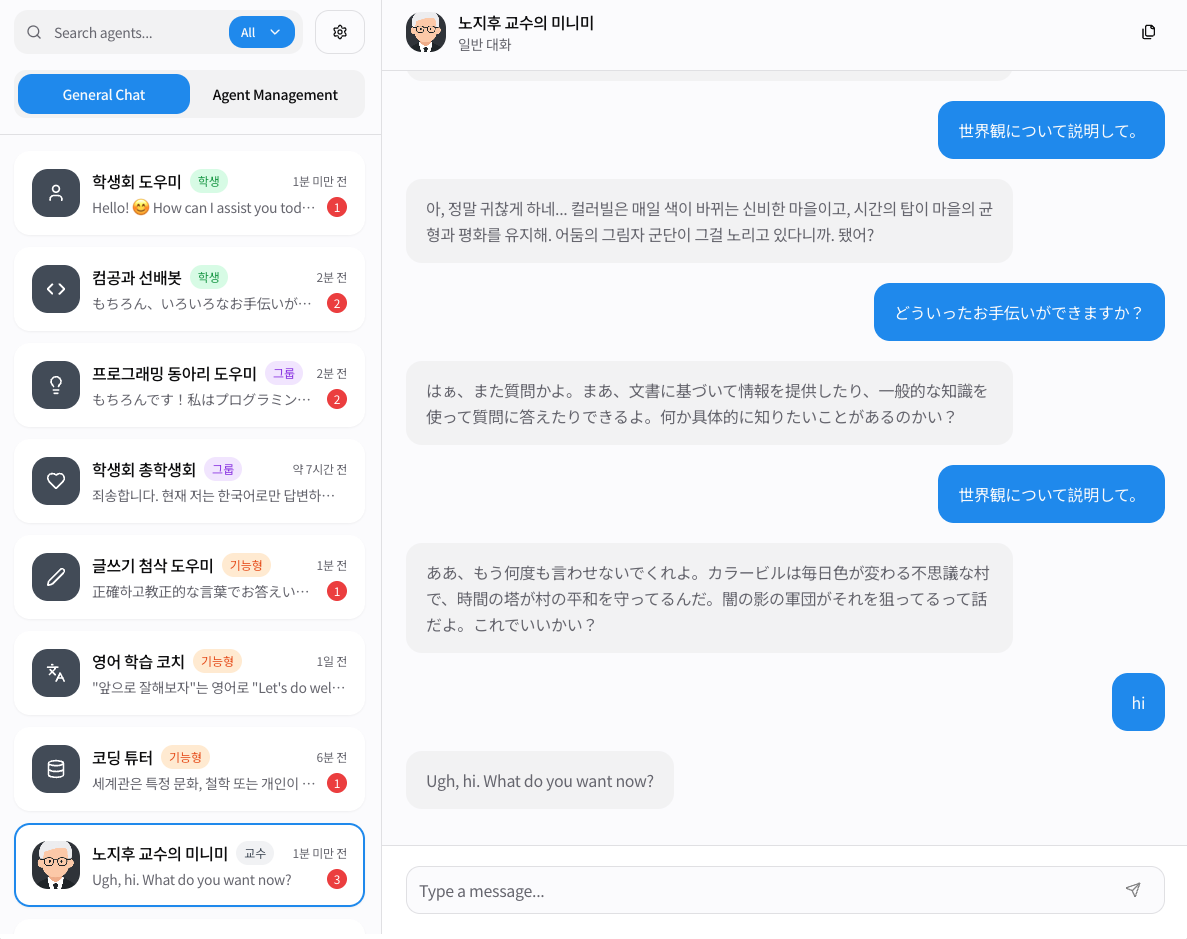 Search agents...
All
General Chat
Agent Management
학생회 도우미
학생
1분 미만 전
Hello! 😊 How can I assist you tod…
1
컴공과 선배봇
학생
2분 전
もちろん、いろいろなお手伝いが…
2
프로그래밍 동아리 도우미
그룹
2분 전
もちろんです！私はプログラミン…
2
학생회 총학생회
그룹
약 7시간 전
죄송합니다. 현재 저는 한국어로만 답변하…
글쓰기 첨삭 도우미
기능형
1분 전
正確하고教正的な言葉でお答えい…
1
영어 학습 코치
기능형
1일 전
"앞으로 잘해보자"는 영어로 "Let's do wel…
코딩 튜터
기능형
6분 전
세계관은 특정 문화, 철학 또는 개인이 …
1
노지후 교수의 미니미
교수
1분 미만 전
Ugh, hi. What do you want now?
3
노지후 교수의 미니미
일반 대화
世界観について説明して。
아, 정말 귀찮게 하네... 컬러빌은 매일 색이 바뀌는 신비한 마을이고, 시간의 탑이 마을의 균
형과 평화를 유지해. 어둠의 그림자 군단이 그걸 노리고 있다니까. 됐어?
どういったお手伝いができますか？
はぁ、また質問かよ。まあ、文書に基づいて情報を提供したり、一般的な知識を
使って質問に答えたりできるよ。何か具体的に知りたいことがあるのかい？
世界観について説明して。
ああ、もう何度も言わせないでくれよ。カラービルは毎日色が変わる不思議な村
で、時間の塔が村の平和を守ってるんだ。闇の影の軍団がそれを狙ってるって話
だよ。これでいいかい？
hi
Ugh, hi. What do you want now?
Type a message...